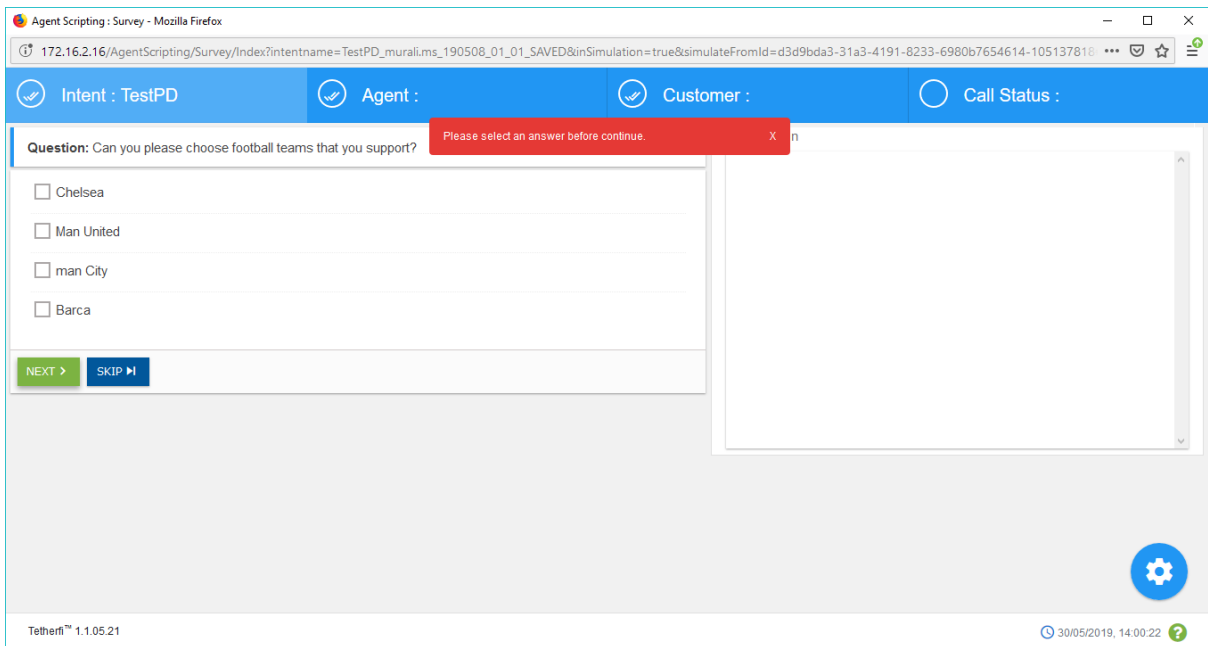 Agent Scripting : Survey - Mozilla Firefox
172.16.2.16/AgentScripting/Survey/Index?intentname=TestPD_murali.ms_190508_01_01_SAVED&inSimulation=true&simulateFromId=d3d9bda3-31a3-4191-8233-6980b7654614-105137818
Intent : TestPD
Agent :
Customer :
Call Status :
Please select an answer before continue. X
n
Question: Can you please choose football teams that you support?
Chelsea
Man United
man City
Barca
NEXT
SKIP
Tetherfi™ 1.1.05.21
30/05/2019, 14:00:22